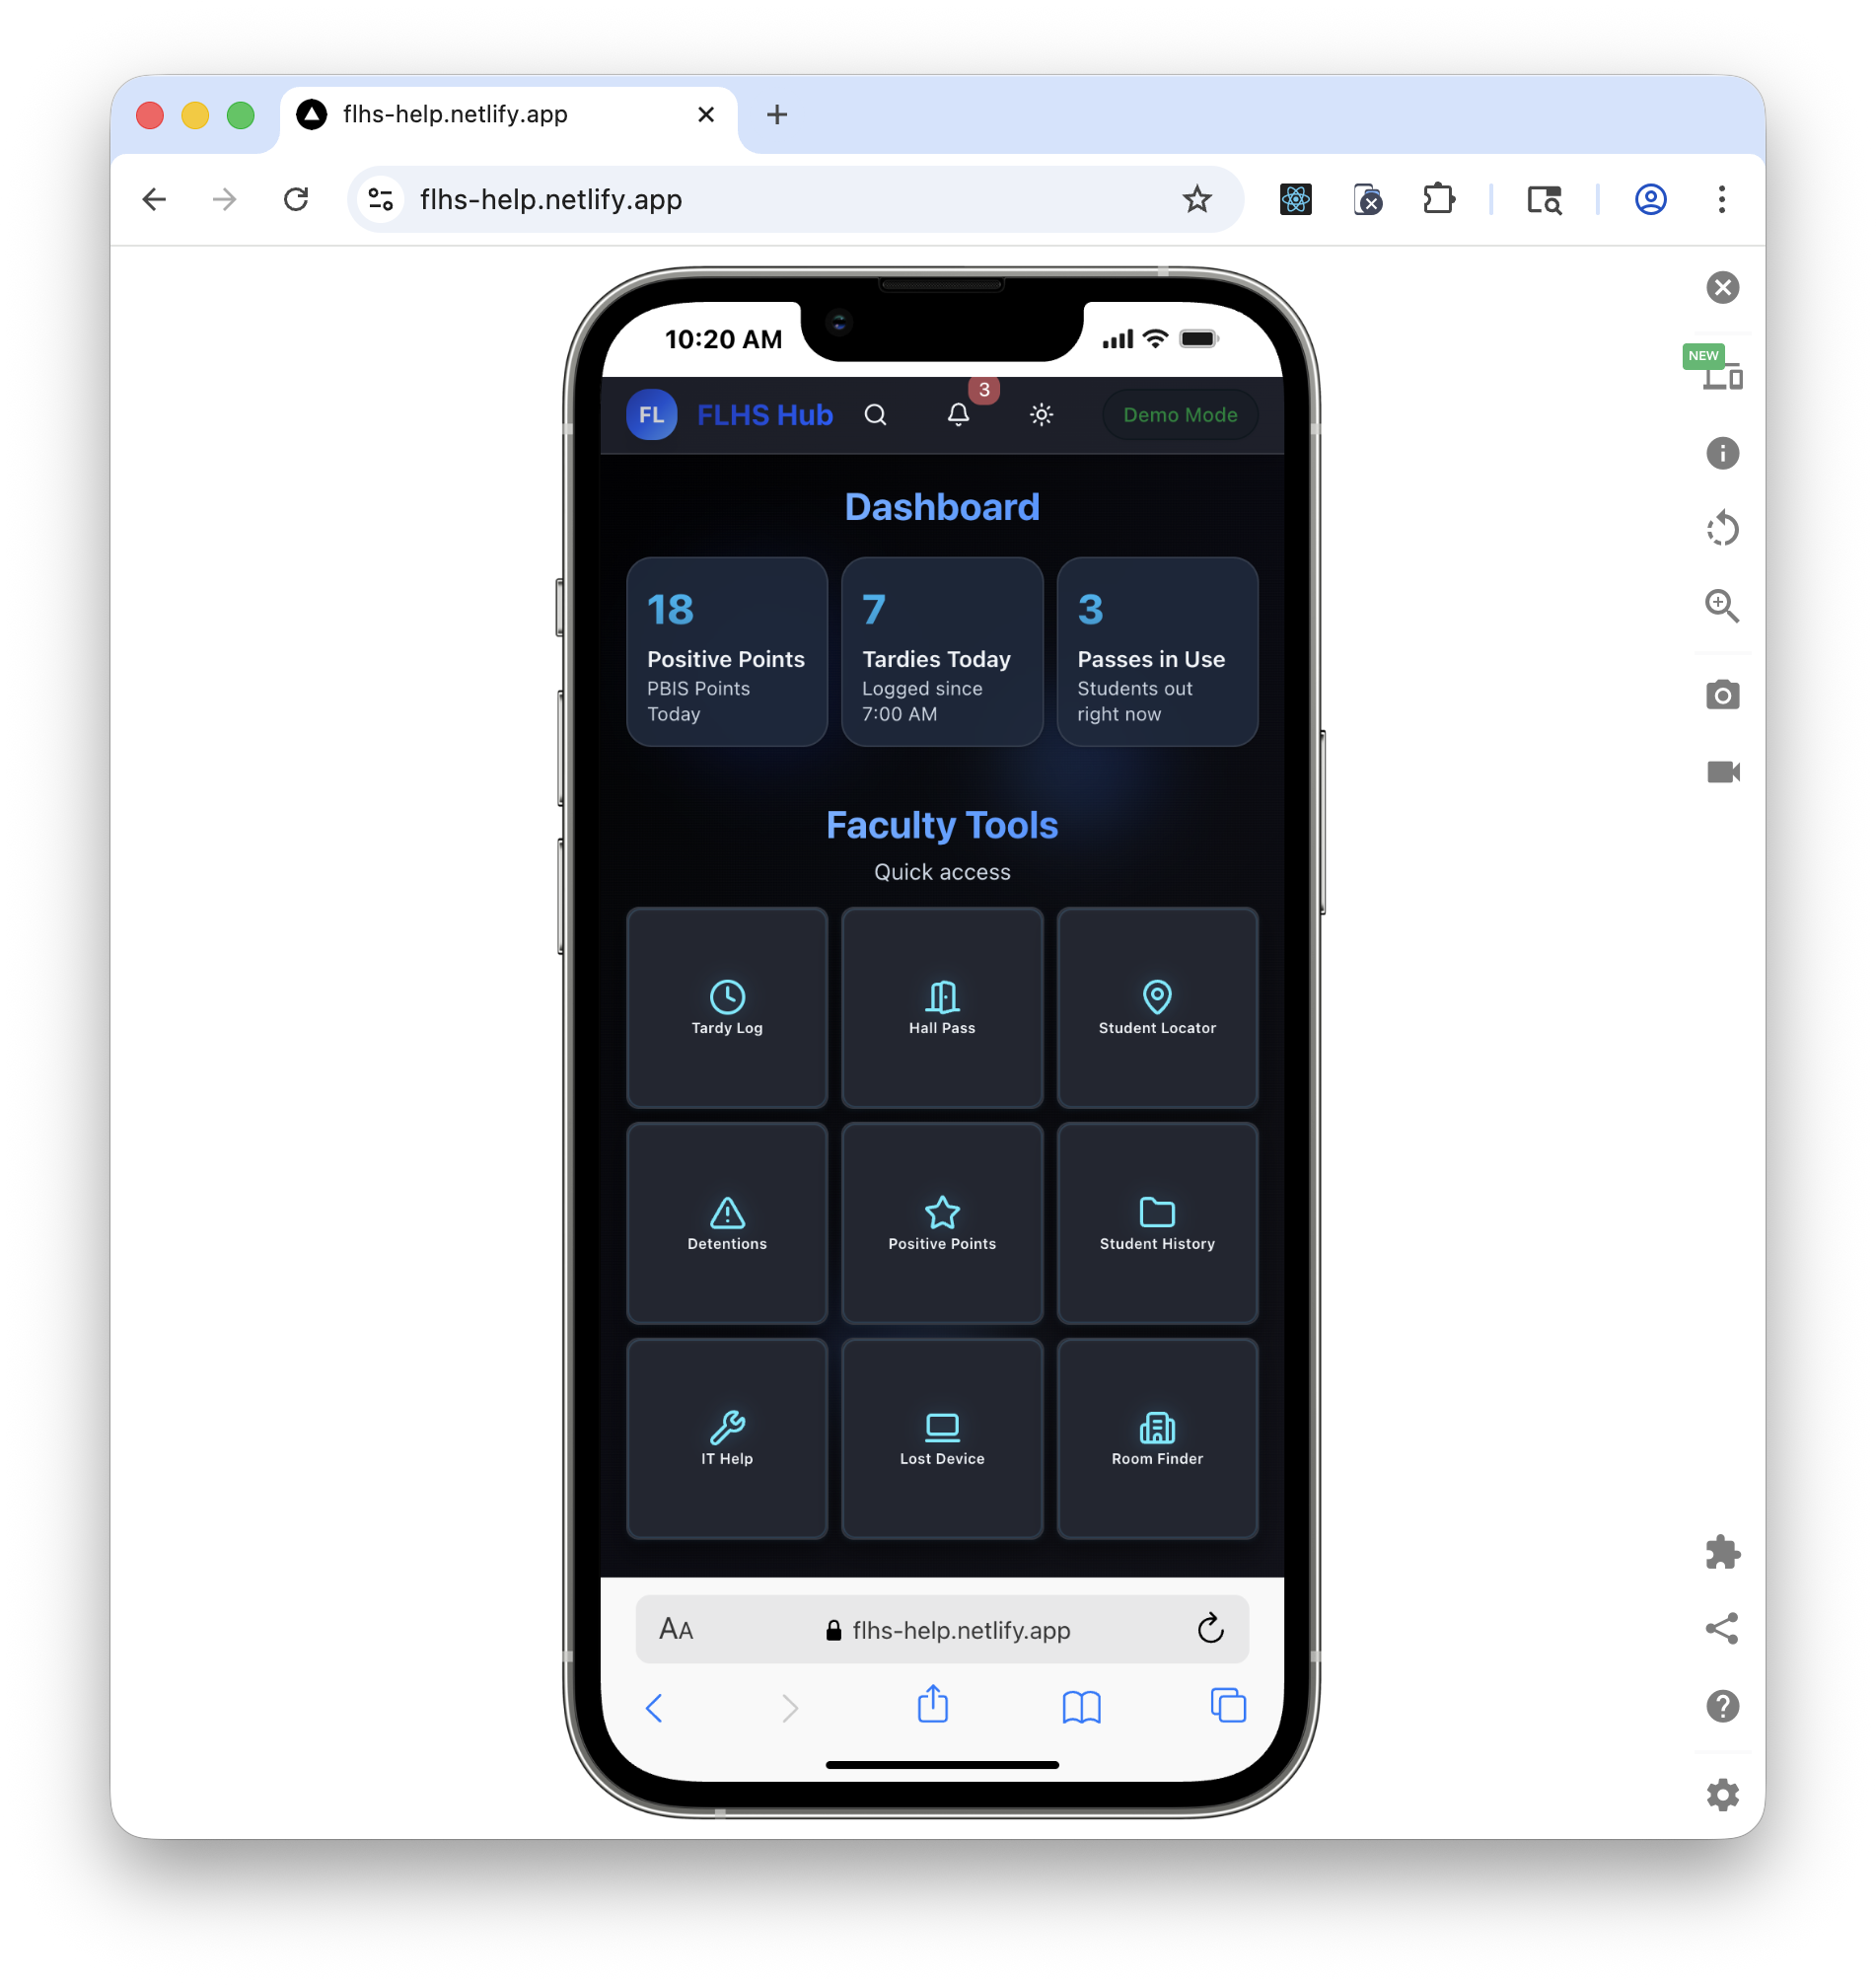 flhs-help.netlify.app
flhs-help.netlify.app
NEW
10:20 AM
FL FLHS Hub 3 Demo Mode
Dashboard
18
Positive Points
PBIS Points
Today
7
Tardies Today
Logged since
7:00 AM
3
Passes in Use
Students out
right now
Faculty Tools
Quick access
Tardy Log
Hall Pass
Student Locator
Detentions
Positive Points
Student History
IT Help
Lost Device
Room Finder
AA flhs-help.netlify.app